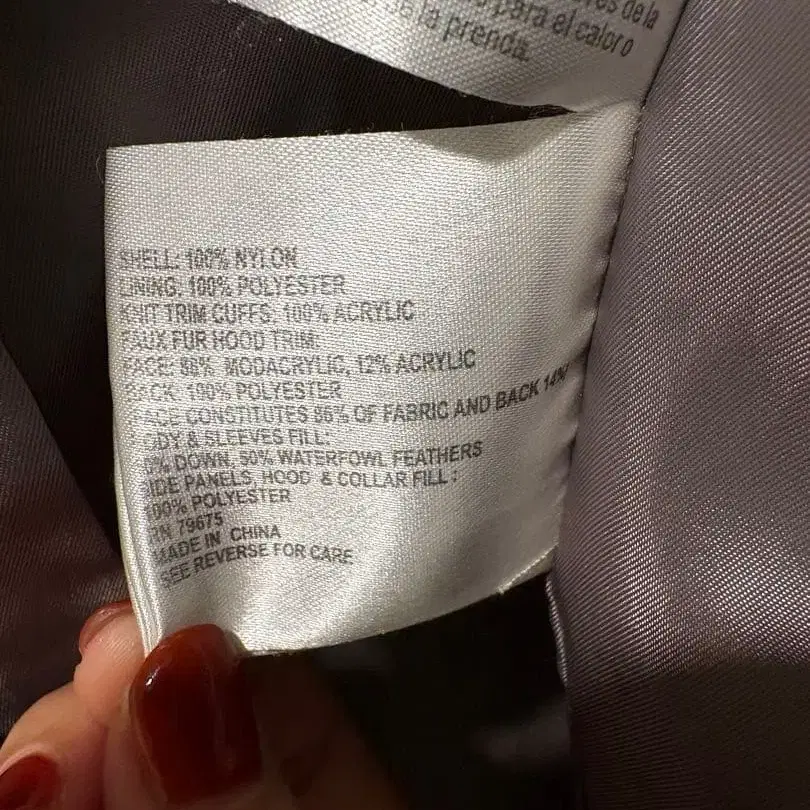 de la
para el calor o
de la prenda.
SHELL: 100% NYLON
LINING: 100% POLYESTER
KNIT TRIM CUFFS: 100% ACRYLIC
FAUX FUR HOOD TRIM:
FACE: 88% MODACRYLIC, 12% ACRYLIC
BACK: 100% POLYESTER
FACE CONSTITUTES 86% OF FABRIC AND BACK 14%
BODY & SLEEVES FILL:
DOWN, 50% WATERFOWL FEATHERS
SIDE PANELS, HOOD & COLLAR FILL:
100% POLYESTER
RN 79675
MADE IN CHINA
SEE REVERSE FOR CARE